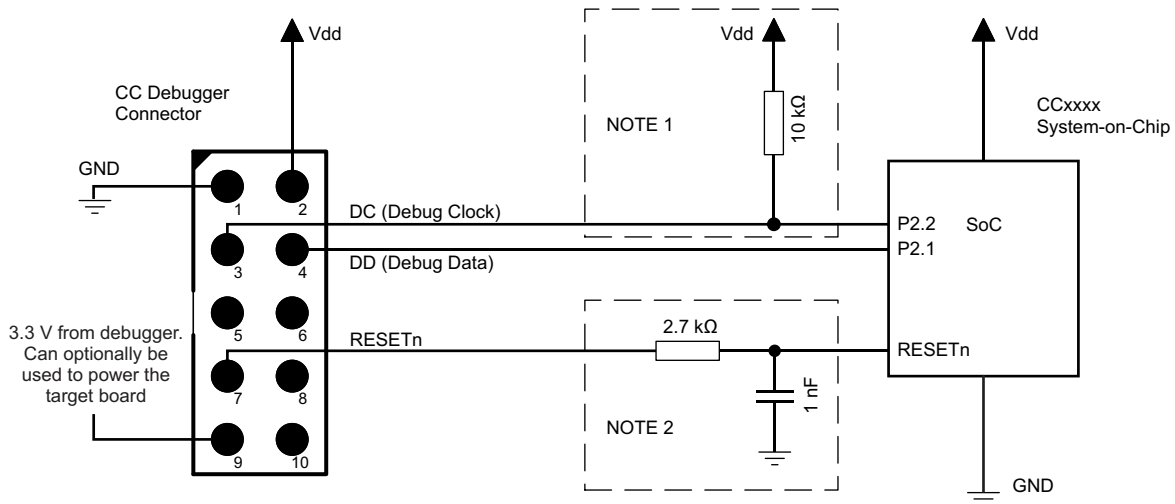 Vdd
Vdd
Vdd
CC Debugger
Connector
CCxxxx
System-on-Chip
NOTE 1
10 kΩ
GND
1
2
DC (Debug Clock)
P2.2
SoC
3
4
DD (Debug Data)
P2.1
5
6
3.3 V from debugger.
Can optionally be
used to power the
target board
RESETn
2.7 kΩ
RESETn
7
8
1 nF
NOTE 2
9
10
GND